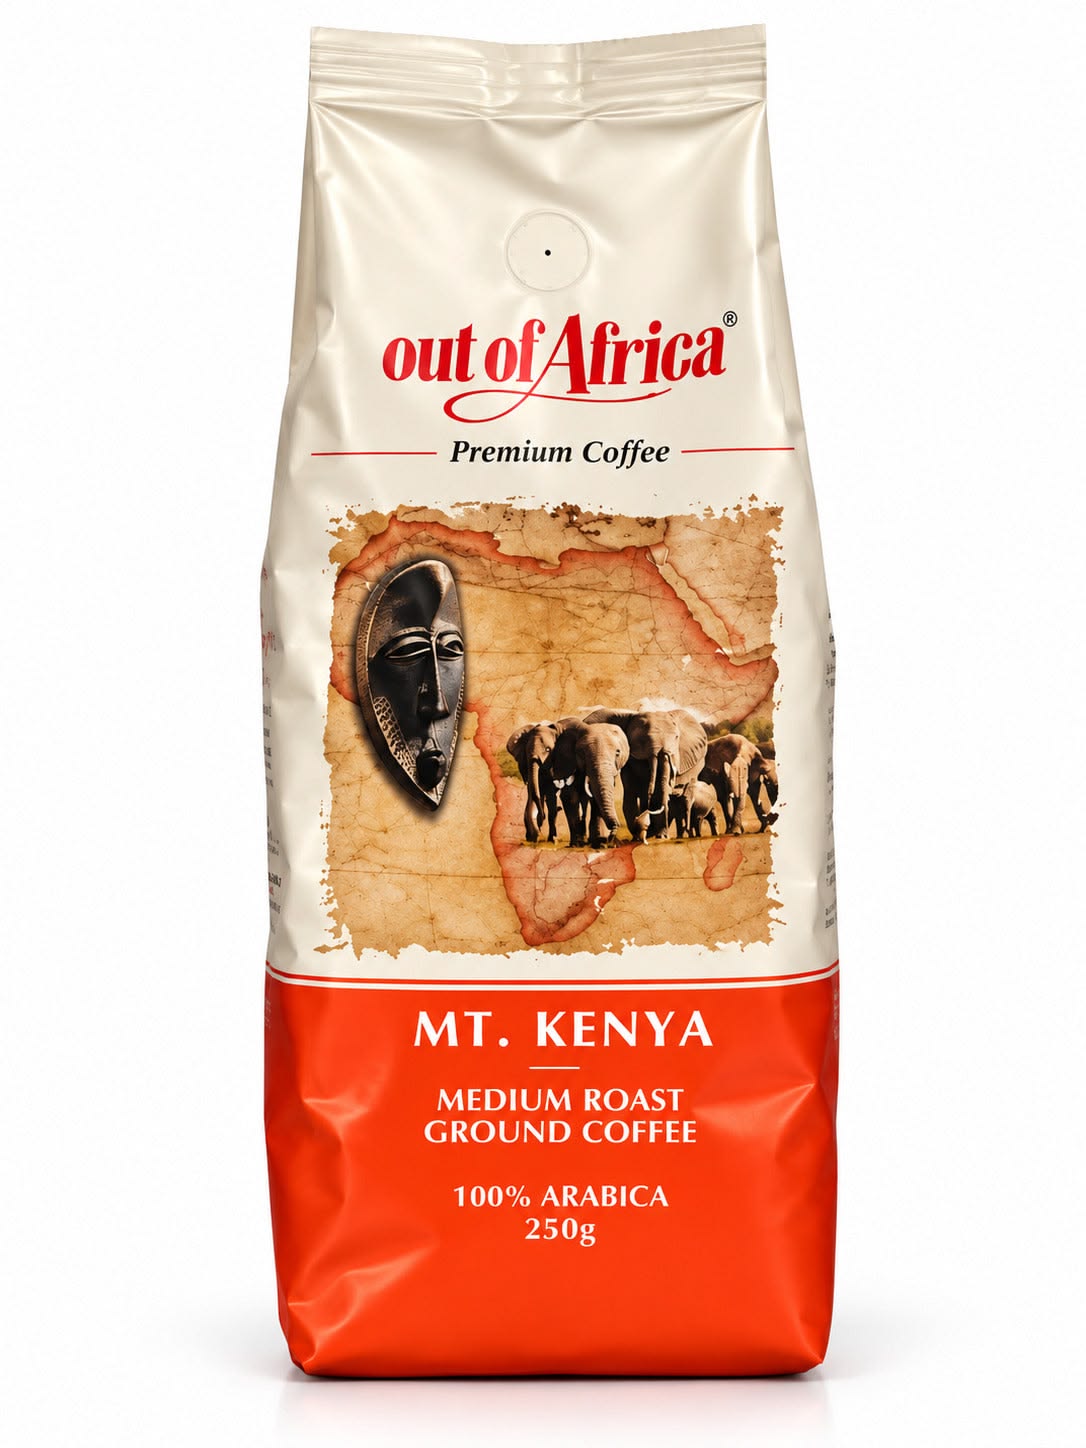 out of Africa®
Premium Coffee
MT. KENYA
MEDIUM ROAST
GROUND COFFEE
100% ARABICA
250g